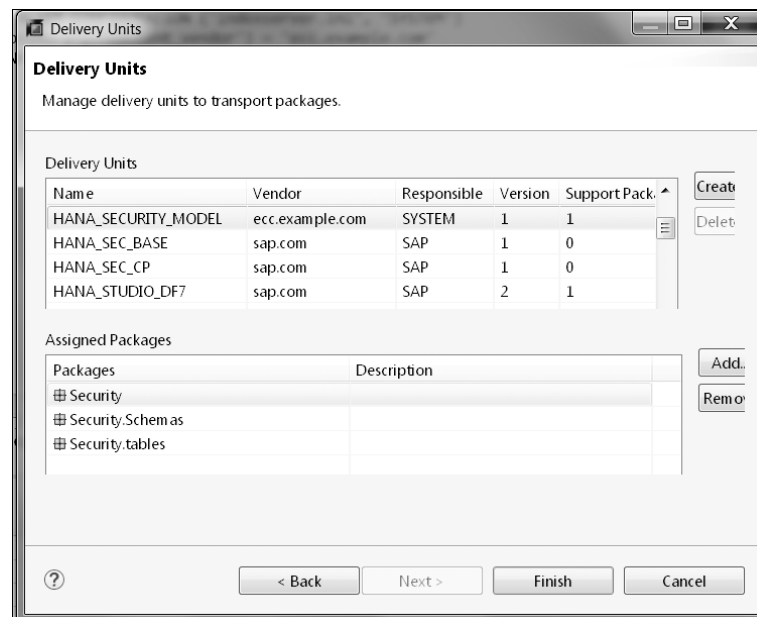 Delivery Units
Delivery Units
Manage delivery units to transport packages.
Delivery Units
Name Vendor Responsible Version Support Packa
HANA_SECURITY_MODEL ecc.example.com SYSTEM 1 1
HANA_SEC_BASE sap.com SAP 1 0
HANA_SEC_CP sap.com SAP 1 0
HANA_STUDIO_DF7 sap.com SAP 2 1
Create
Delet
Assigned Packages
Packages Description
Security
Security.Schemas
Security.tables
Add..
Remov
< Back Next > Finish Cancel